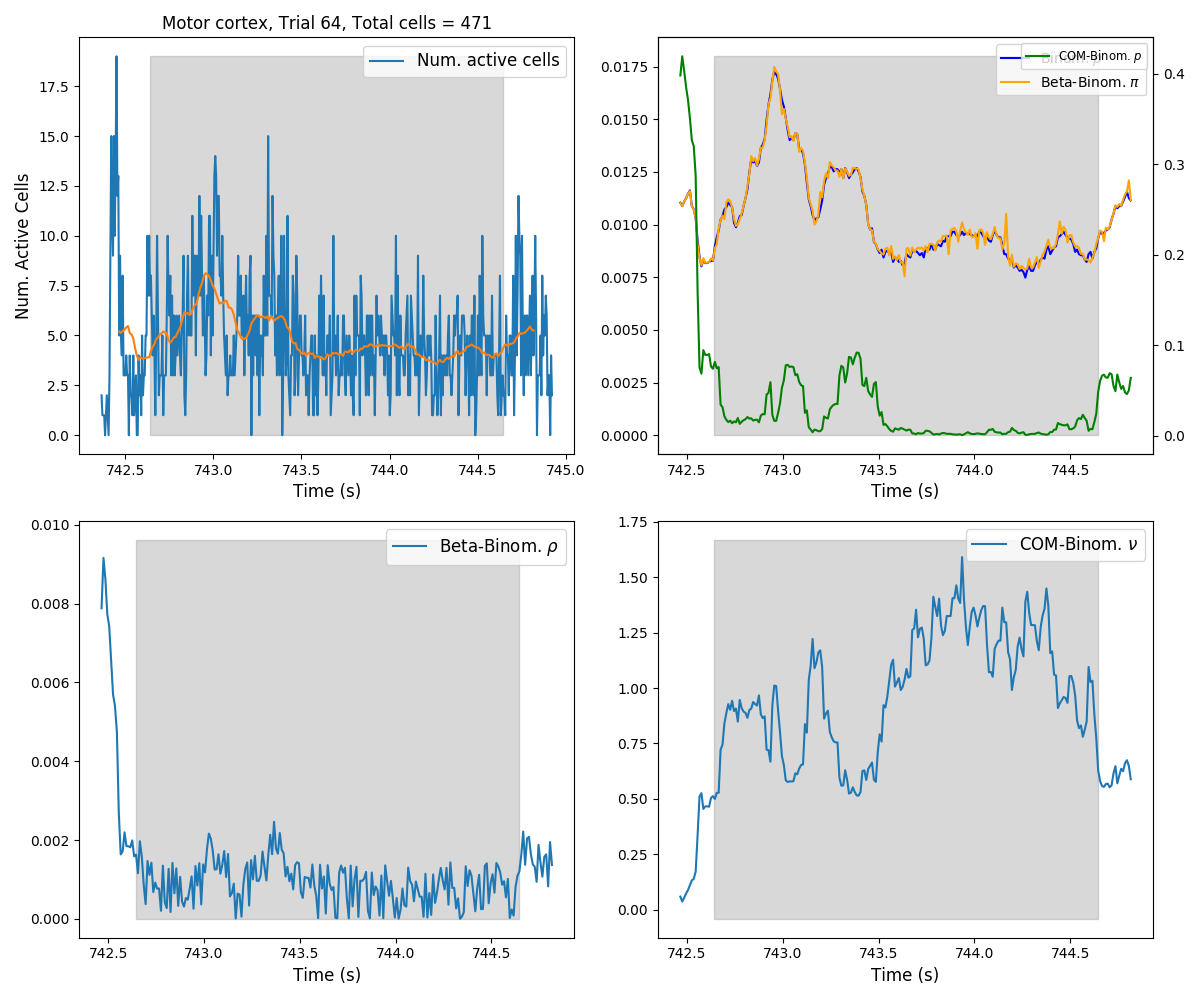 Motor cortex, Trial 64, Total cells = 471
Num. active cells
Num. Active Cells
17.5
15.0
12.5
10.0
7.5
5.0
2.5
0.0
742.5 743.0 743.5 744.0 744.5 745.0
Time (s)
COM-Binom. p
Beta-Binom. π
0.0175
0.0150
0.0125
0.0100
0.0075
0.0050
0.0025
0.0000
0.4
0.3
0.2
0.1
0.0
742.5 743.0 743.5 744.0 744.5
Time (s)
Beta-Binom. ρ
0.010
0.008
0.006
0.004
0.002
0.000
742.5 743.0 743.5 744.0 744.5
Time (s)
COM-Binom. ν
1.75
1.50
1.25
1.00
0.75
0.50
0.25
0.00
742.5 743.0 743.5 744.0 744.5
Time (s)